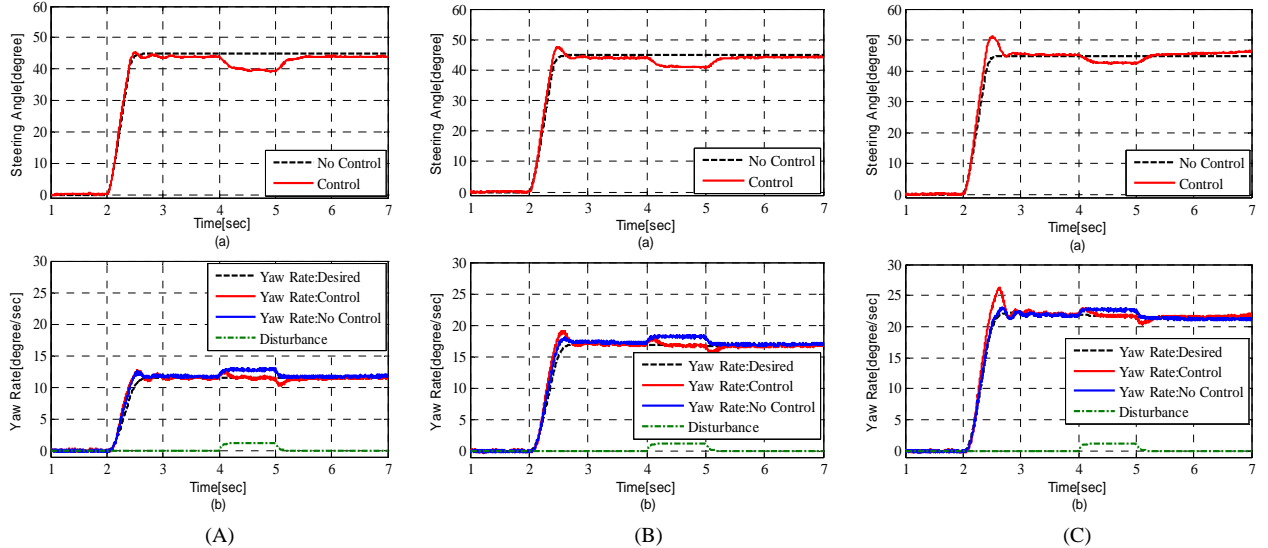 60
50
40
30
20
10
0
Steering Angle[degree]
No Control
Control
1 2 3 4 5 6 7
Time[sec]
(a)
30
25
20
15
10
5
0
Yaw Rate[degree/sec]
Yaw Rate:Desired
Yaw Rate:Control
Yaw Rate:No Control
Disturbance
1 2 3 4 5 6 7
Time[sec]
(b)
(A)
60
50
40
30
20
10
0
Steering Angle[degree]
No Control
Control
1 2 3 4 5 6 7
Time[sec]
(a)
30
25
20
15
10
5
0
Yaw Rate[degree/sec]
Yaw Rate:Desired
Yaw Rate:Control
Yaw Rate:No Control
Disturbance
1 2 3 4 5 6 7
Time[sec]
(b)
(B)
60
50
40
30
20
10
0
Steering Angle[degree]
No Control
Control
1 2 3 4 5 6 7
Time[sec]
(a)
30
25
20
15
10
5
0
Yaw Rate[degree/sec]
Yaw Rate:Desired
Yaw Rate:Control
Yaw Rate:No Control
Disturbance
1 2 3 4 5 6 7
Time[sec]
(b)
(C)